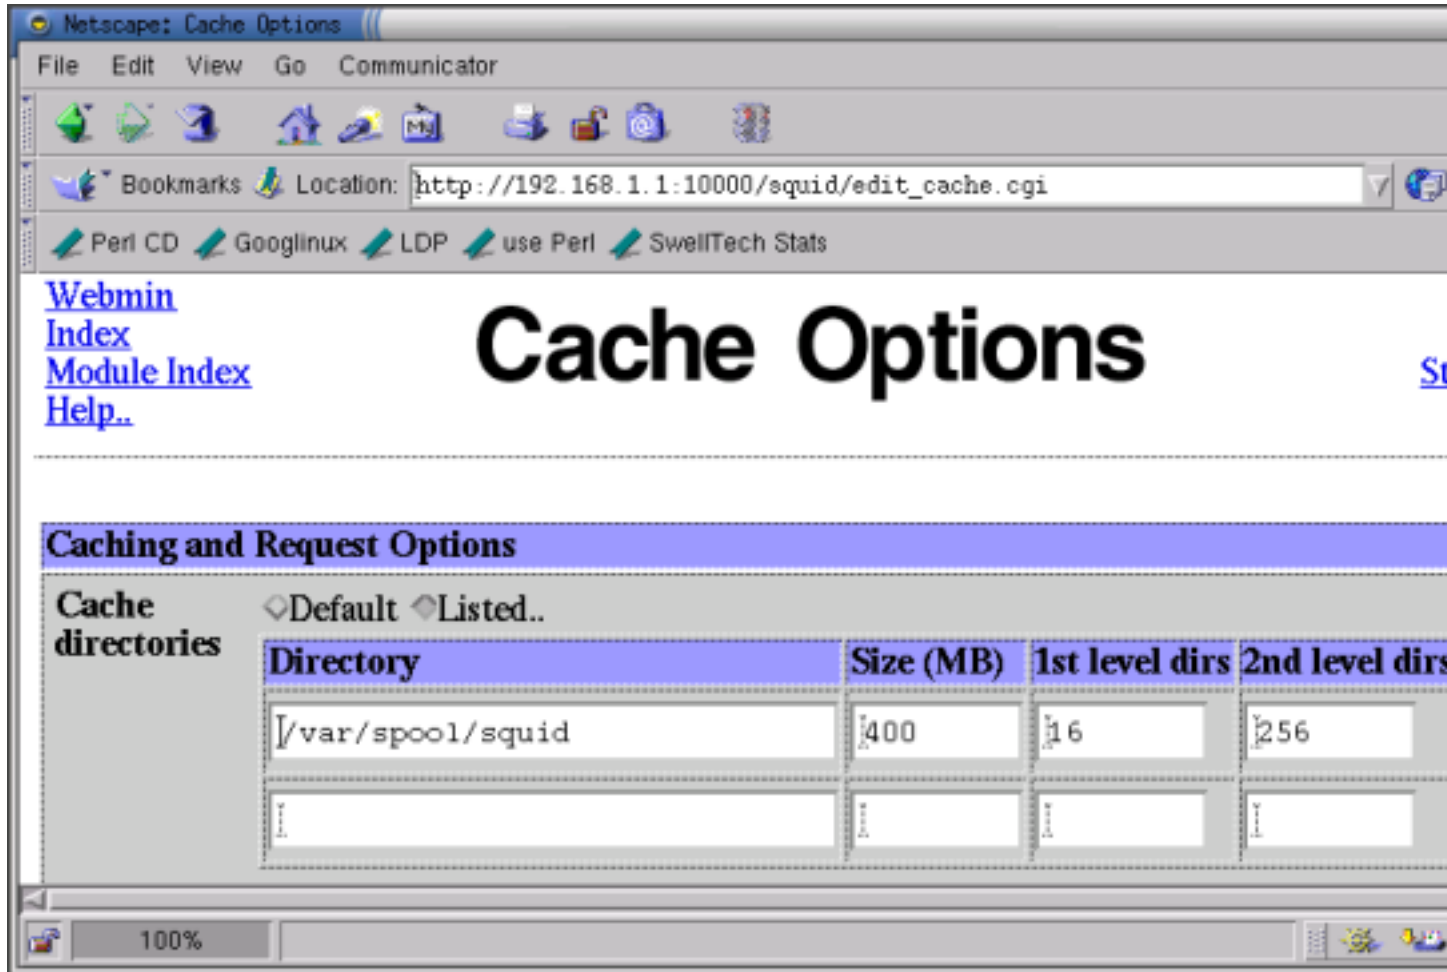 Netscape: Cache Options
File Edit View Go Communicator
My
Bookmarks Location: http://192.168.1.1:10000/squid/edit_cache.cgi
Perl CD Googlinux LDP use Perl SwellTech Stats
Webmin
Index
Module Index
Help..
Cache Options
St
Caching and Request Options
Cache directories
Default Listed..
Directory Size (MB) 1st level dirs 2nd level dirs
/var/spool/squid 400 16 256
100%